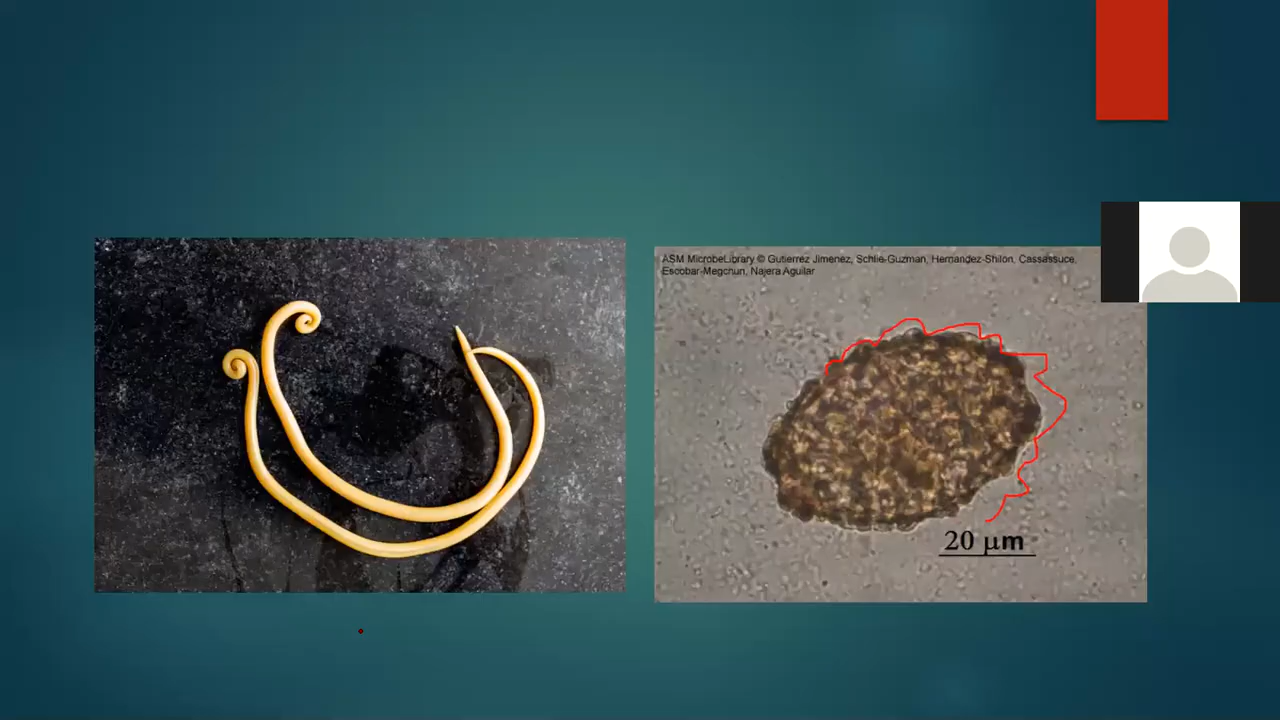 ASM MicrobeLibrary © Gutierrez Jimenez, Schlie-Guzman, Hernandez-Shilon, Cassassuce,
Escobar-Megchun, Najera Aguilar
20 µm